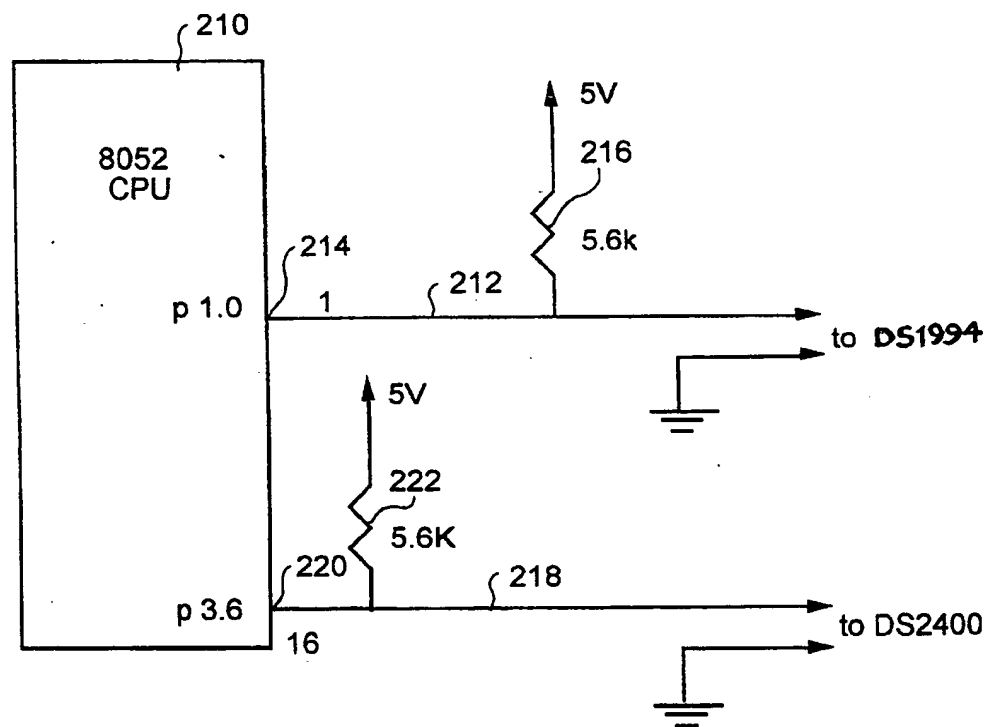 210
5V
216
8052
CPU
5.6k
214
p 1.0
1
212
to DS1994
5V
222
5.6K
220
218
p 3.6
16
to DS2400